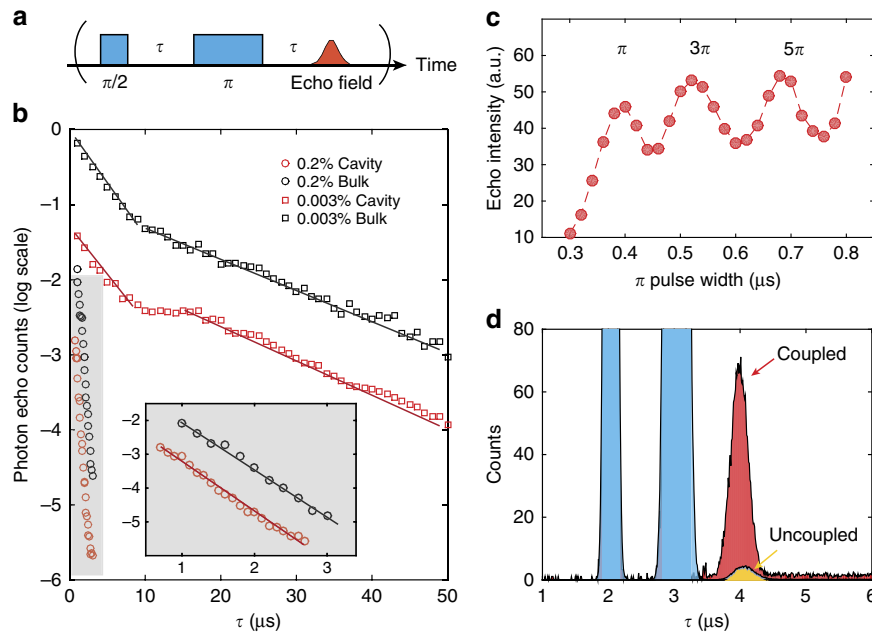 a
τ
τ
Time
π/2
π
Echo field
b
0
−1
−2
−3
−4
−5
−6
Photon echo counts (log scale)
0.2% Cavity
0.2% Bulk
0.003% Cavity
0.003% Bulk
−2
−3
−4
−5
1
2
3
0
10
20
30
40
50
τ (μs)
c
60
50
40
30
20
10
Echo intensity (a.u.)
π
3π
5π
0.3
0.4
0.5
0.6
0.7
0.8
π pulse width (μs)
d
80
60
40
20
0
Counts
Coupled
Uncoupled
1
2
3
4
5
6
τ (μs)